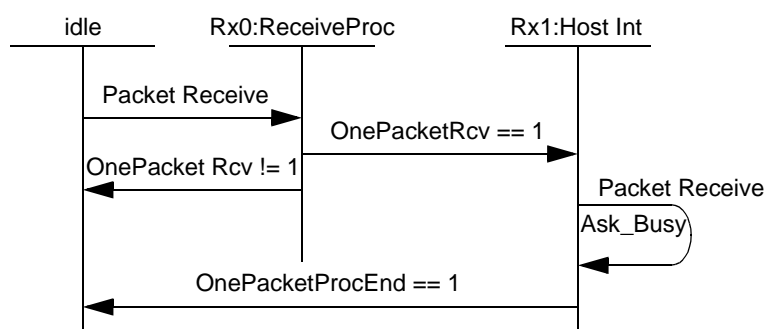 idle
Rx0:ReceiveProc
Rx1:Host Int
Packet Receive
OnePacketRcv == 1
OnePacket Rcv != 1
Packet Receive
Ask_Busy
OnePacketProcEnd == 1